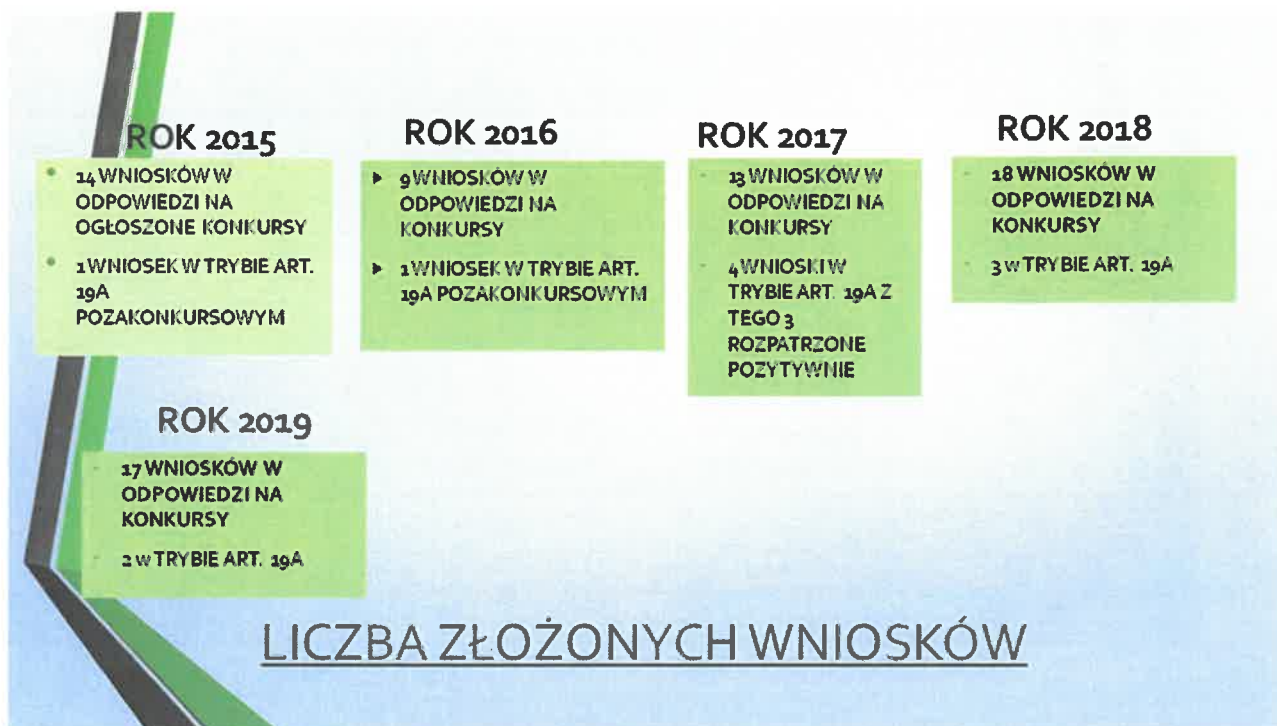 ROK 2015
14 WNIOSKÓW W
ODPOWIEDZI NA
OGŁOSZONE KONKURSY
1 WNIOSEK W TRYBIE ART.
19A
POZAKONKURSOWYM
ROK 2016
9 WNIOSKÓW W
ODPOWIEDZI NA
KONKURSY
1 WNIOSEK W TRYBIE ART.
19A POZAKONKURSOWYM
ROK 2017
- 13 WNIOSKÓW W
ODPOWIEDZI NA
KONKURSY
- 4 WNIOSKI W
TRYBIE ART. 19A Z
TEGO 3
ROZPATRZONE
POZYTYWNIE
ROK 2018
- 18 WNIOSKÓW W
ODPOWIEDZI NA
KONKURSY
- 3 w TRYBIE ART. 19A
ROK 2019
- 17 WNIOSKÓW W
ODPOWIEDZI NA
KONKURSY
- 2 w TRYBIE ART. 19A
LICZBA ZŁOŻONYCH WNIOSKÓW